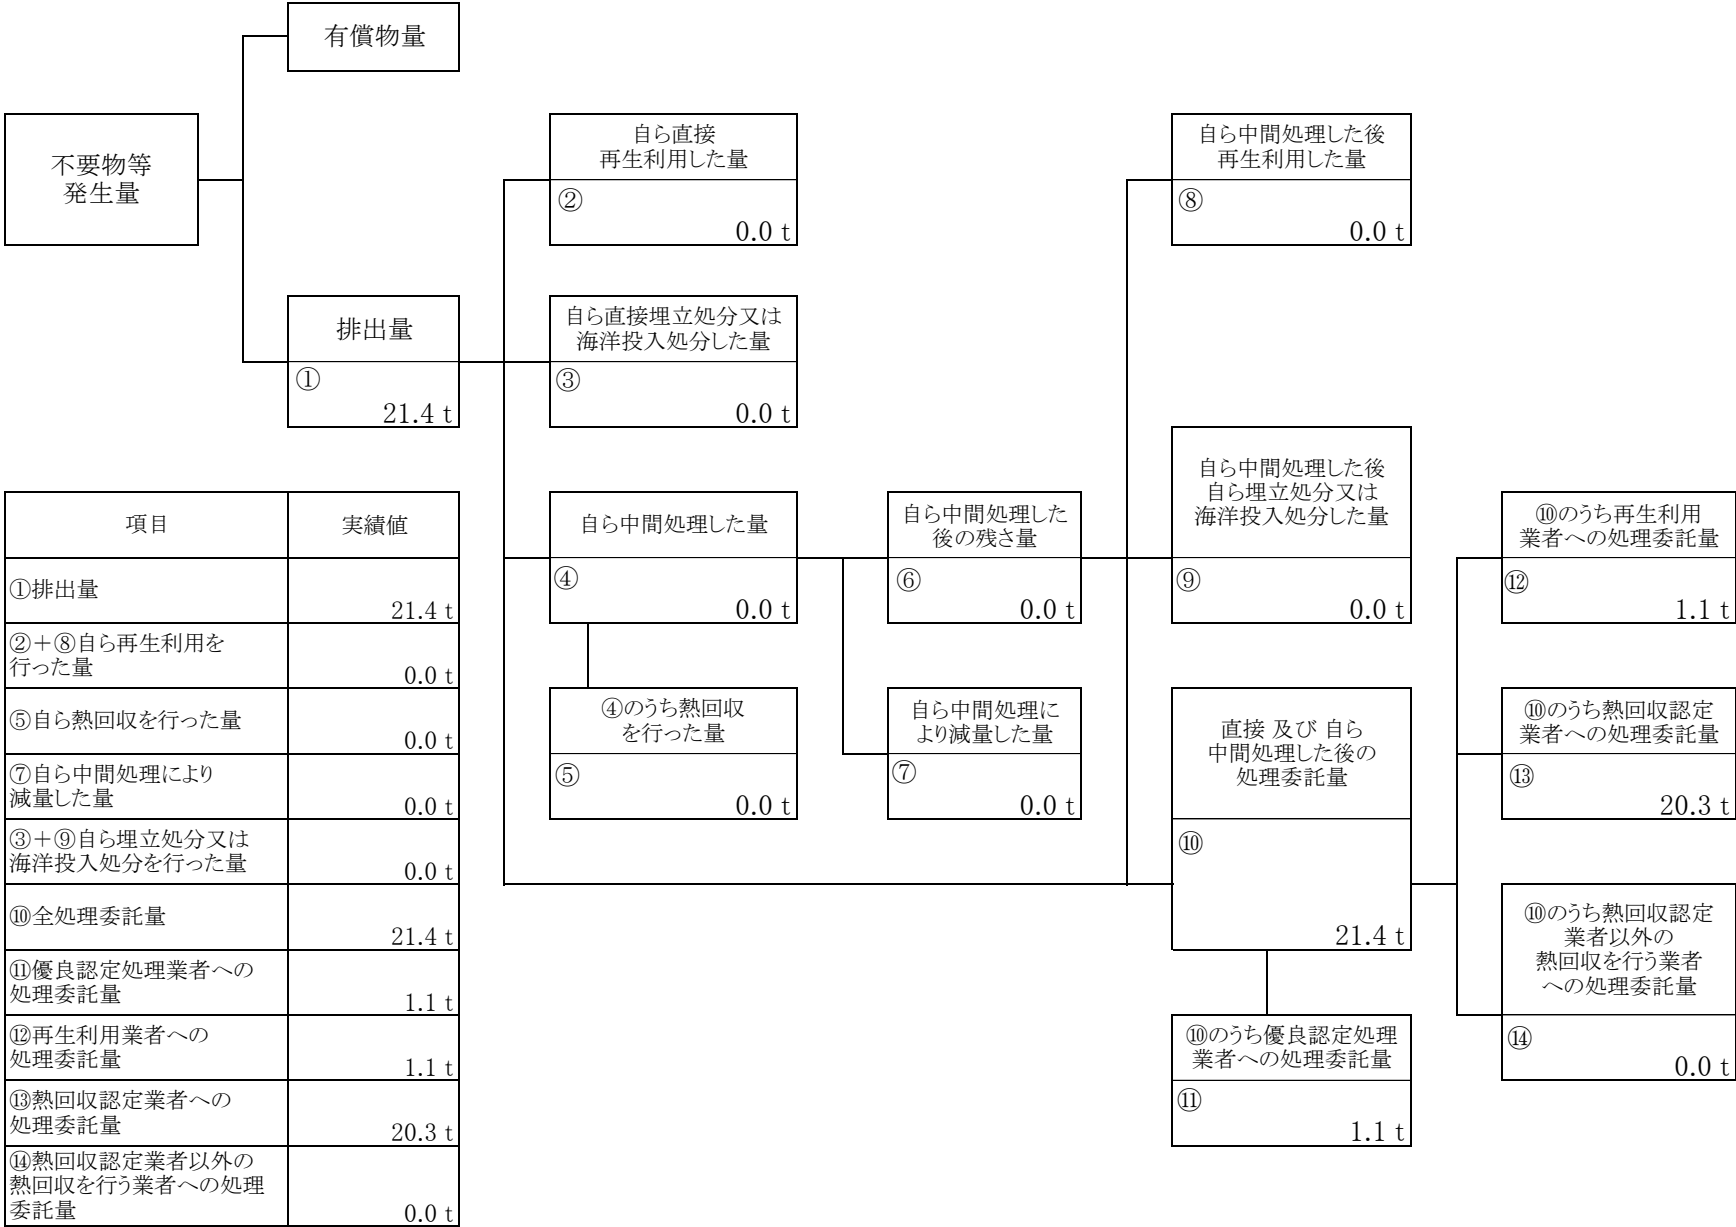 有償物量
不要物等
発生量
自ら直接
再生利用した量
②
0.0 t
自ら中間処理した後
再生利用した量
⑧
0.0 t
排出量
①
21.4 t
自ら直接埋立処分又は
海洋投入処分した量
③
0.0 t
自ら中間処理した量
④
0.0 t
自ら中間処理した
後の残さ量
⑥
0.0 t
自ら中間処理した後
自ら埋立処分又は
海洋投入処分した量
⑨
0.0 t
⑩のうち再生利用
業者への処理委託量
⑫
1.1 t
④のうち熱回収
を行った量
⑤
0.0 t
自ら中間処理に
より減量した量
⑦
0.0 t
直接 及び 自ら
中間処理した後の
処理委託量
⑩
21.4 t
⑩のうち熱回収認定
業者への処理委託量
⑬
20.3 t
⑩のうち熱回収認定
業者以外の
熱回収を行う業者
への処理委託量
⑭
0.0 t
⑩のうち優良認定処理
業者への処理委託量
⑪
1.1 t
項目 実績値
①排出量
21.4 t
②＋⑧自ら再生利用を
行った量
0.0 t
⑤自ら熱回収を行った量
0.0 t
⑦自ら中間処理により
減量した量
0.0 t
③＋⑨自ら埋立処分又は
海洋投入処分を行った量
0.0 t
⑩全処理委託量
21.4 t
⑪優良認定処理業者への
処理委託量
1.1 t
⑫再生利用業者への
処理委託量
1.1 t
⑬熱回収認定業者への
処理委託量
20.3 t
⑭熱回収認定業者以外の
熱回収を行う業者への処理
委託量
0.0 t